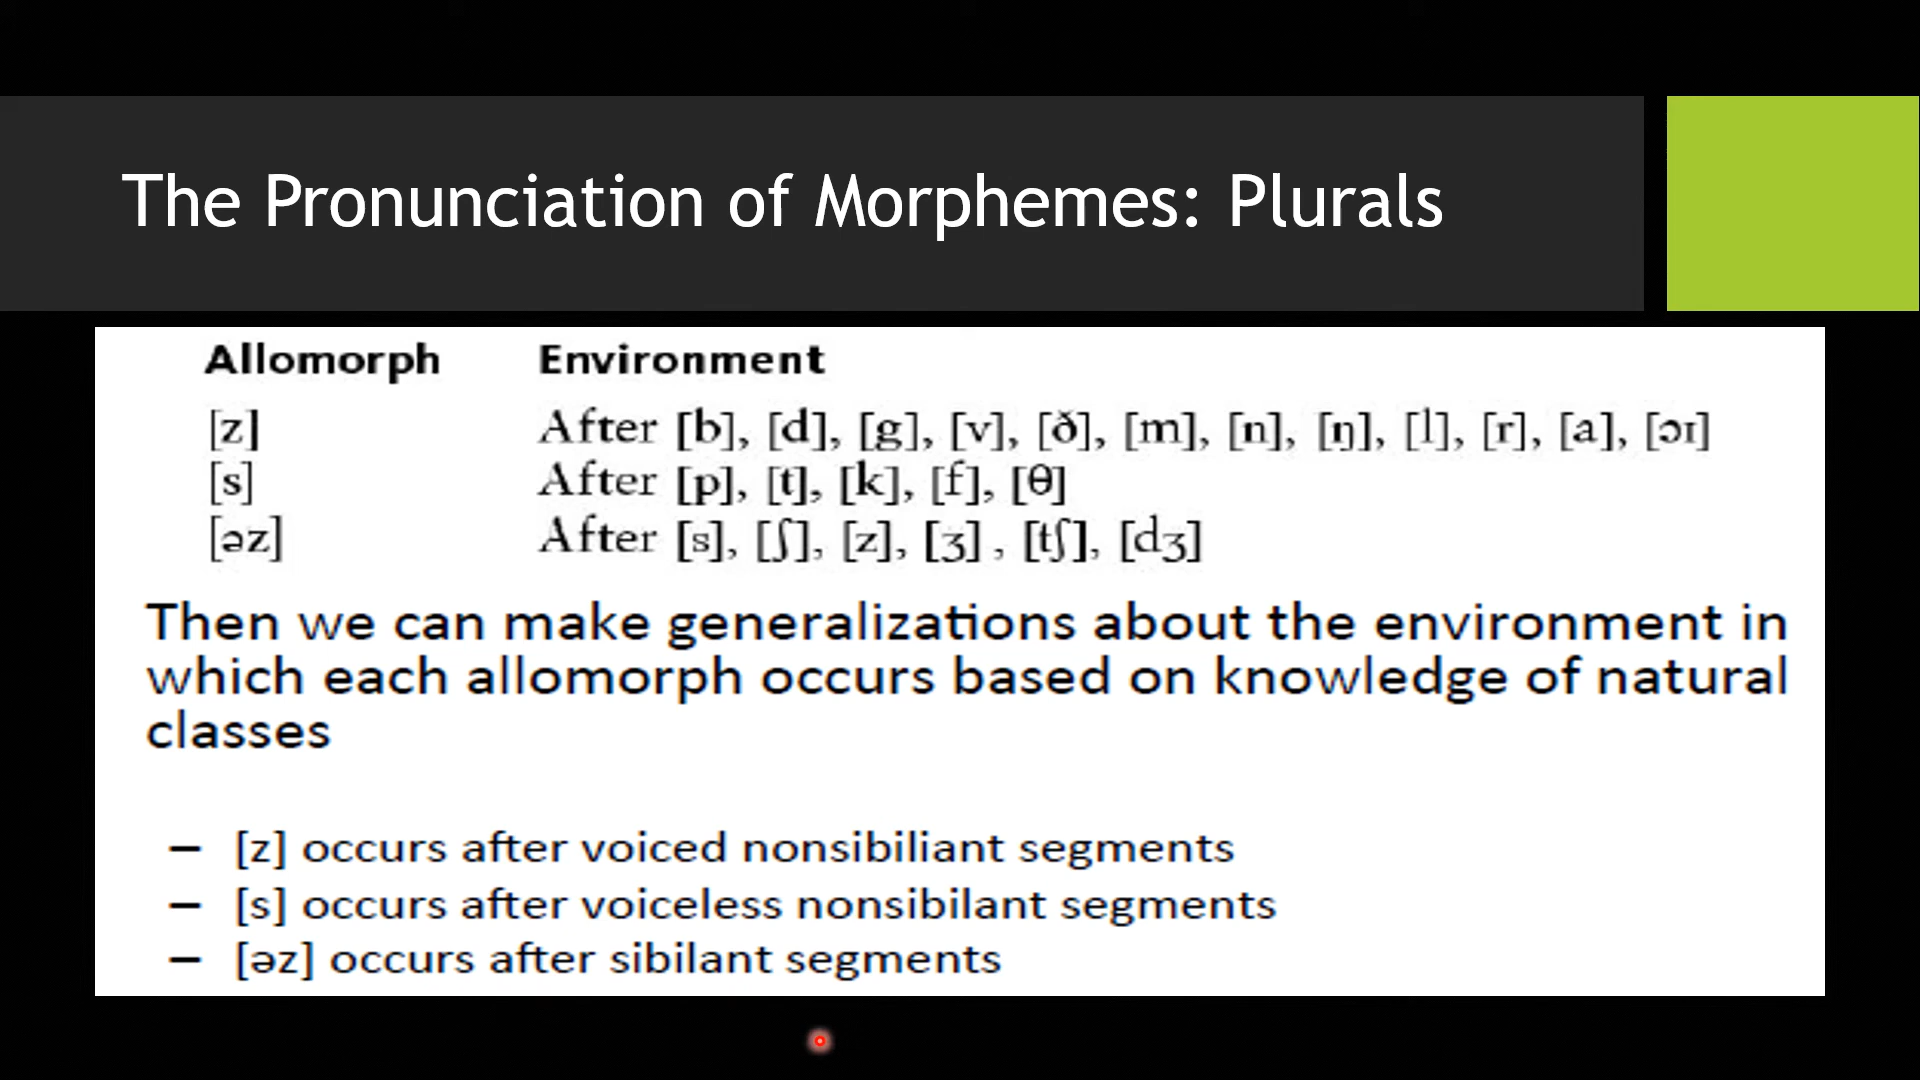 The Pronunciation of Morphemes: Plurals
Allomorph Environment
[z] After [b], [d], [g], [v], [ð], [m], [n], [ŋ], [l], [r], [a], [ɔɪ]
[s] After [p], [t], [k], [f], [θ]
[əz] After [s], [ʃ], [z], [ʒ] , [tʃ], [dʒ]
Then we can make generalizations about the environment in
which each allomorph occurs based on knowledge of natural
classes
– [z] occurs after voiced nonsibiliant segments
– [s] occurs after voiceless nonsibilant segments
– [əz] occurs after sibilant segments